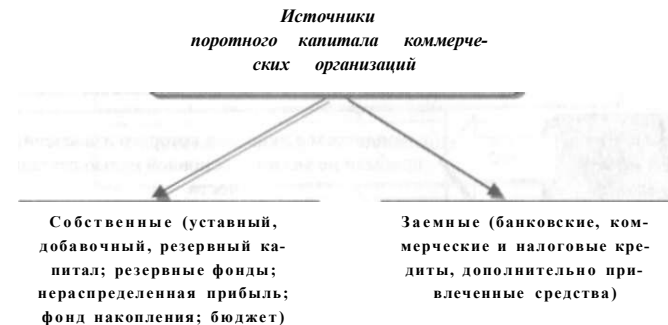 Источники
поротного капитала коммерче-
ских организаций
Собственные (уставный,
добавочный, резервный ка-
питал; резервные фонды;
нераспределенная прибыль;
фонд накопления; бюджет)
Заемные (банковские, ком-
мерческие и налоговые кре-
диты, дополнительно при-
влеченные средства)